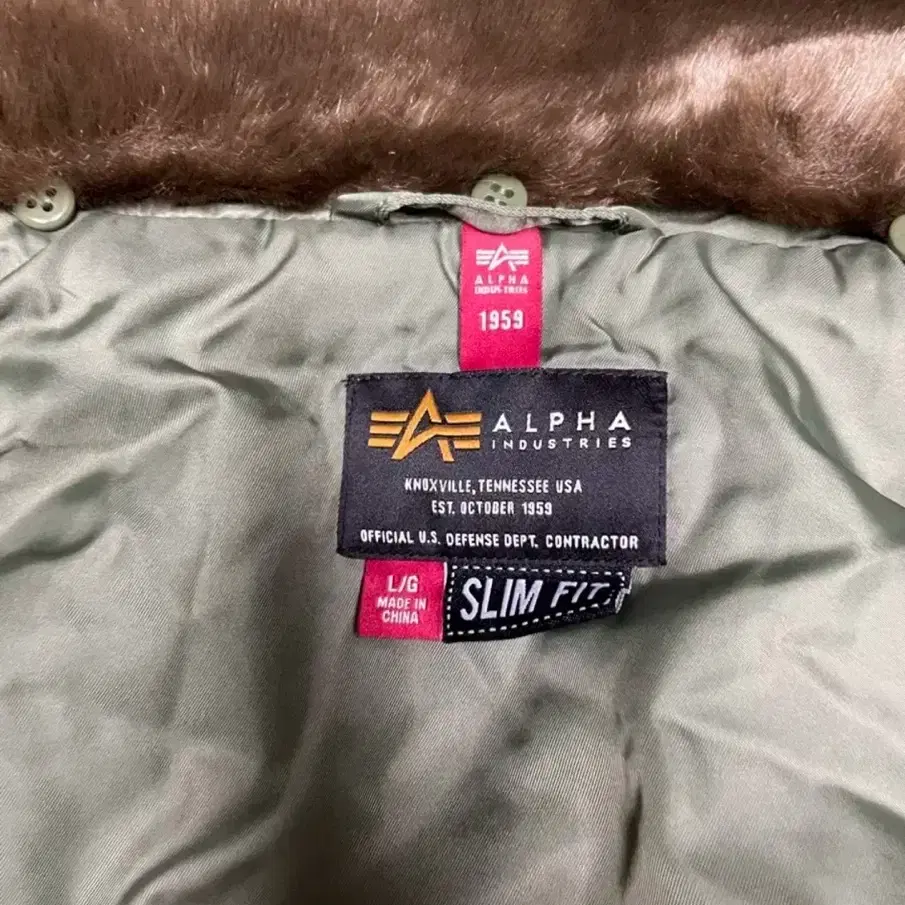 ALPHA
INDUSTRIES
1959
ALPHA
INDUSTRIES
KNOXVILLE, TENNESSEE USA
EST. OCTOBER 1959
OFFICIAL U.S. DEFENSE DEPT. CONTRACTOR
L/G
MADE IN
CHINA
SLIM FIT